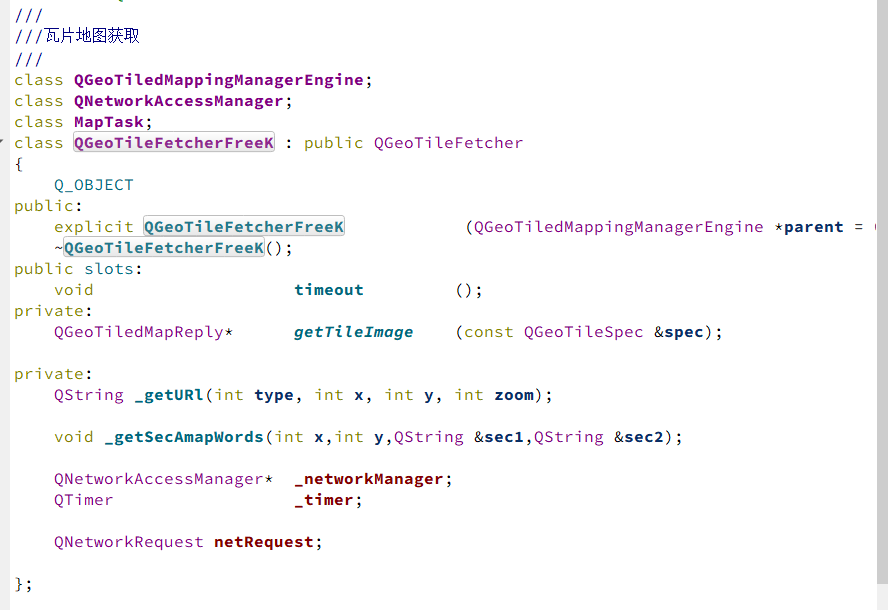 ///
///瓦片地图获取
///
class QGeoTiledMappingManagerEngine;
class QNetworkAccessManager;
class MapTask;
class QGeoTileFetcherFreeK : public QGeoTileFetcher
{
    Q_OBJECT
public:
    explicit QGeoTileFetcherFreeK            (QGeoTiledMappingManagerEngine *parent =
    ~QGeoTileFetcherFreeK();
public slots:
    void                    timeout         ();
private:
    QGeoTiledMapReply*      getTileImage    (const QGeoTileSpec &spec);
private:
    QString _getURl(int type, int x, int y, int zoom);
    void _getSecAmapWords(int x,int y,QString &sec1,QString &sec2);
    QNetworkAccessManager*  _networkManager;
    QTimer                  _timer;
    QNetworkRequest netRequest;
};